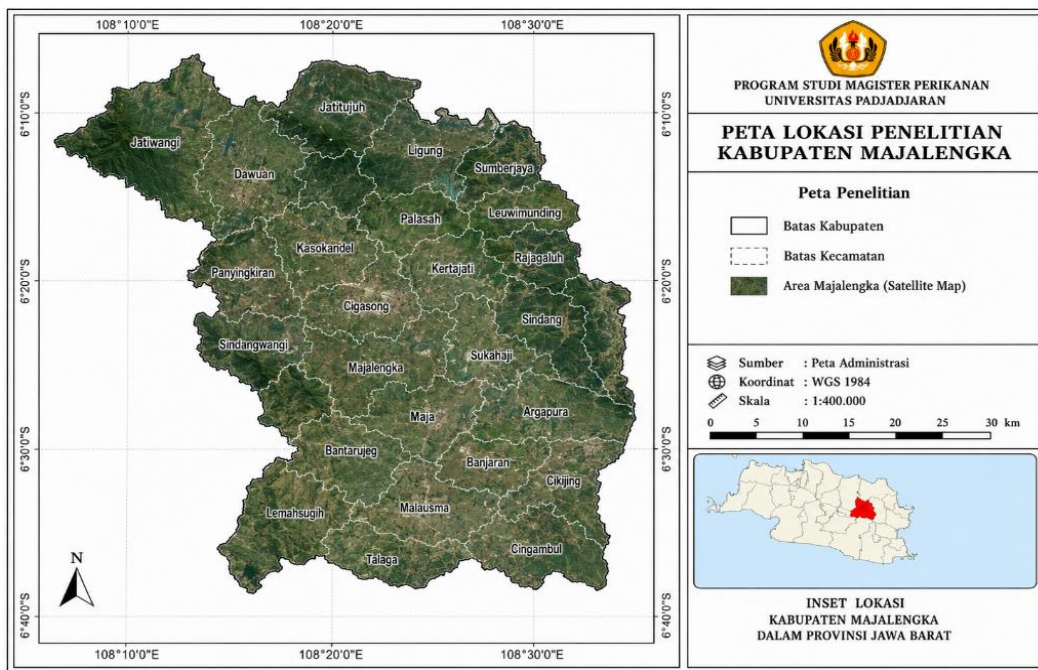 108°10'0"E 108°20'0"E 108°30'0"E
6°10'0"S 6°10'0"S
6°20'0"S 6°20'0"S
6°30'0"S 6°30'0"S
6°40'0"S 6°40'0"S
108°10'0"E 108°20'0"E 108°30'0"E
Jatitujuh
Jatiwangi
Ligung
Sumberjaya
Dawuan
Palasah
Leuwimunding
Kasokandel
Rajagaluh
Panyingkiran
Kertajati
Cigasong
Sindang
Sindangwangi
Sukahaji
Majalengka
Maja
Argapura
Bantarujeg
Banjaran
Cikijing
Lemahsugih
Malausma
Talaga
Cingambul
N
PROGRAM STUDI MAGISTER PERIKANAN
UNIVERSITAS PADJADJARAN
PETA LOKASI PENELITIAN
KABUPATEN MAJALENGKA
Peta Penelitian
Batas Kabupaten
Batas Kecamatan
Area Majalengka (Satellite Map)
Sumber : Peta Administrasi
Koordinat : WGS 1984
Skala : 1:400.000
0 5 10 15 20 25 30 km
INSET LOKASI
KABUPATEN MAJALENGKA
DALAM PROVINSI JAWA BARAT